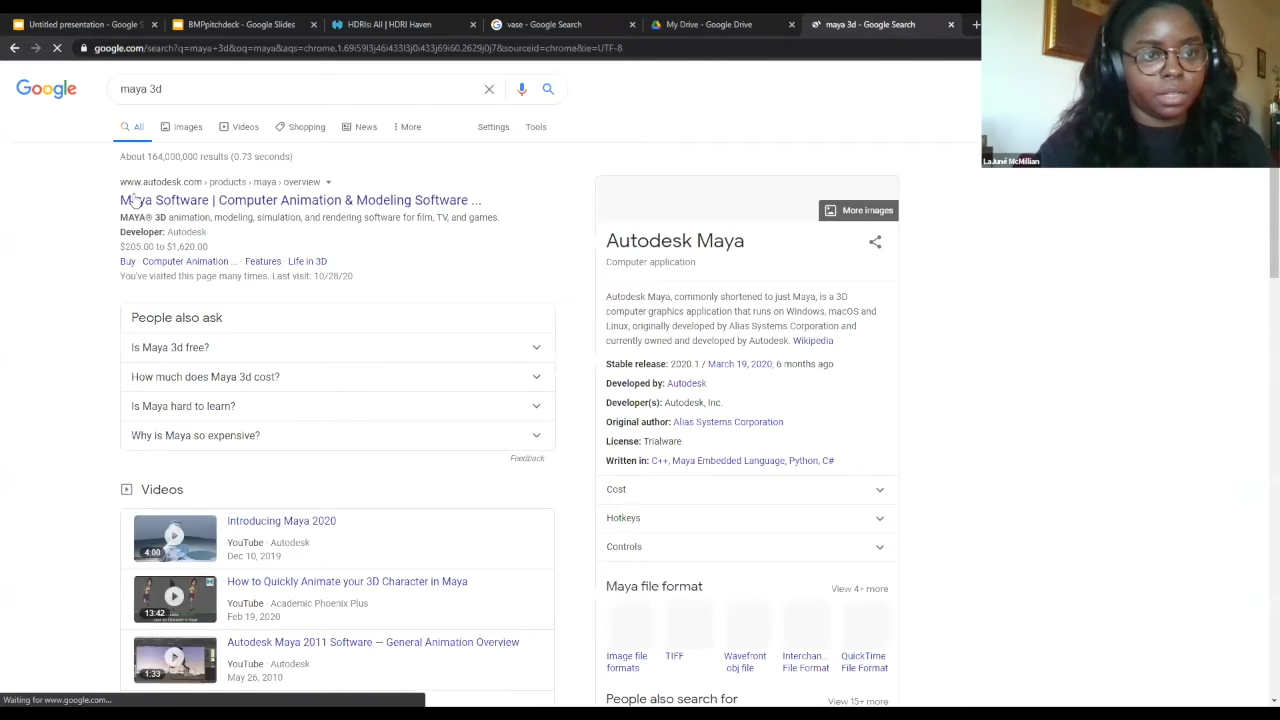 Untitled presentation - Google S
BMPpitchdeck - Google Slides
HDRIs: All | HDRI Haven
vase - Google Search
My Drive - Google Drive
maya 3d - Google Search
google.com/search?q=maya+3d&oq=maya&aqs=chrome.1.69i59l3j46i433l3j0i433j69i60.2629j0j7&sourceid=chrome&ie=UTF-8
Google
maya 3d
All
Images
Videos
Shopping
News
More
Settings
Tools
LaJuné McMillian
About 164,000,000 results (0.73 seconds)
www.autodesk.com › products › maya › overview
Maya Software | Computer Animation & Modeling Software ...
MAYA® 3D animation, modeling, simulation, and rendering software for film, TV, and games.
Developer: Autodesk
$205.00 to $1,620.00
Buy · Computer Animation ... · Features · Life in 3D
You've visited this page many times. Last visit: 10/28/20
People also ask
Is Maya 3d free?
How much does Maya 3d cost?
Is Maya hard to learn?
Why is Maya so expensive?
Feedback
Videos
4:00
Introducing Maya 2020
YouTube · Autodesk
Dec 10, 2019
13:42
How to Quickly Animate your 3D Character in Maya
YouTube · Academic Phoenix Plus
Feb 19, 2020
1:33
Autodesk Maya 2011 Software — General Animation Overview
YouTube · Autodesk
May 26, 2010
More images
Autodesk Maya
Computer application
Autodesk Maya, commonly shortened to just Maya, is a 3D
computer graphics application that runs on Windows, macOS and
Linux, originally developed by Alias Systems Corporation and
currently owned and developed by Autodesk. Wikipedia
Stable release: 2020.1 / March 19, 2020; 6 months ago
Developed by: Autodesk
Developer(s): Autodesk, Inc.
Original author: Alias Systems Corporation
License: Trialware
Written in: C++, Maya Embedded Language, Python, C#
Cost
Hotkeys
Controls
Maya file format
View 4+ more
Image file
formats
TIFF
Wavefront
obj file
Interchan...
File Format
QuickTime
File Format
People also search for
View 15+ more
Waiting for www.google.com...